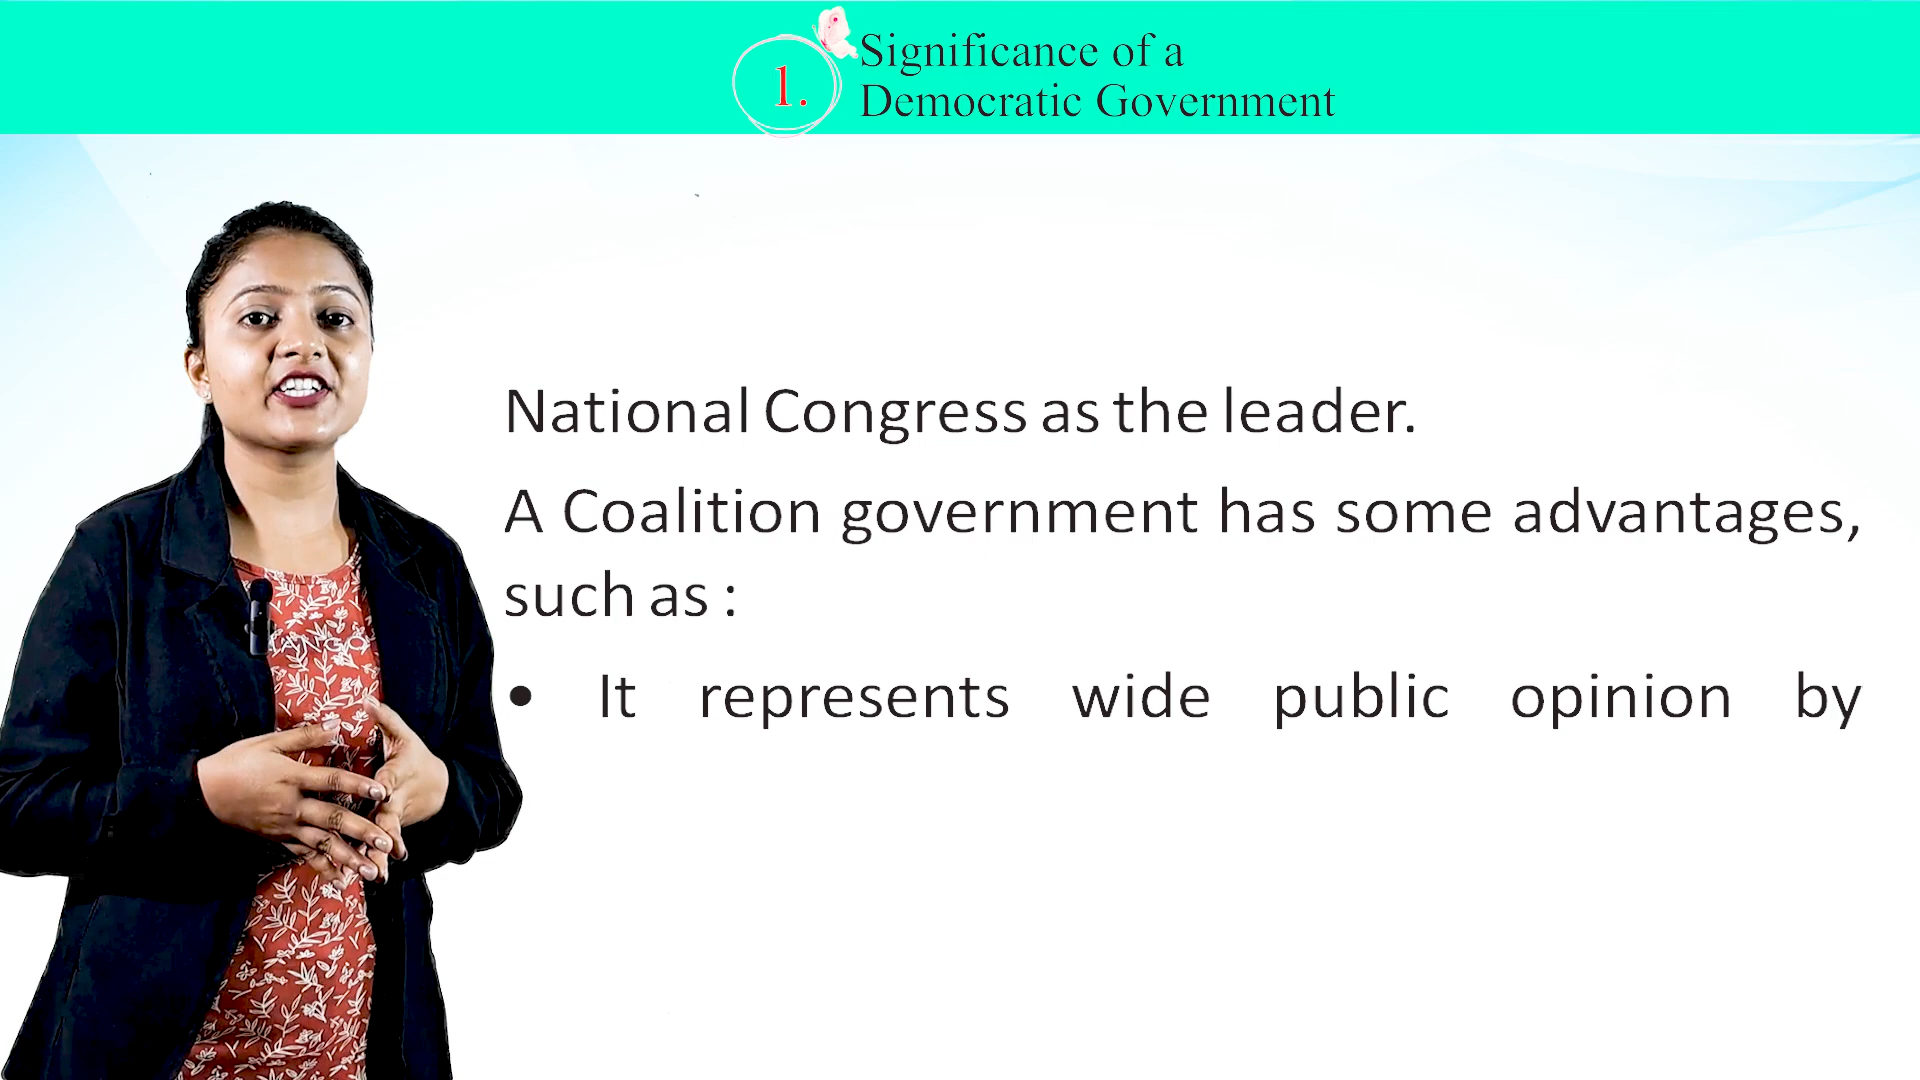 1.
Significance of a
Democratic Government
National Congress as the leader.
A Coalition government has some advantages,
such as :
• It represents wide public opinion by